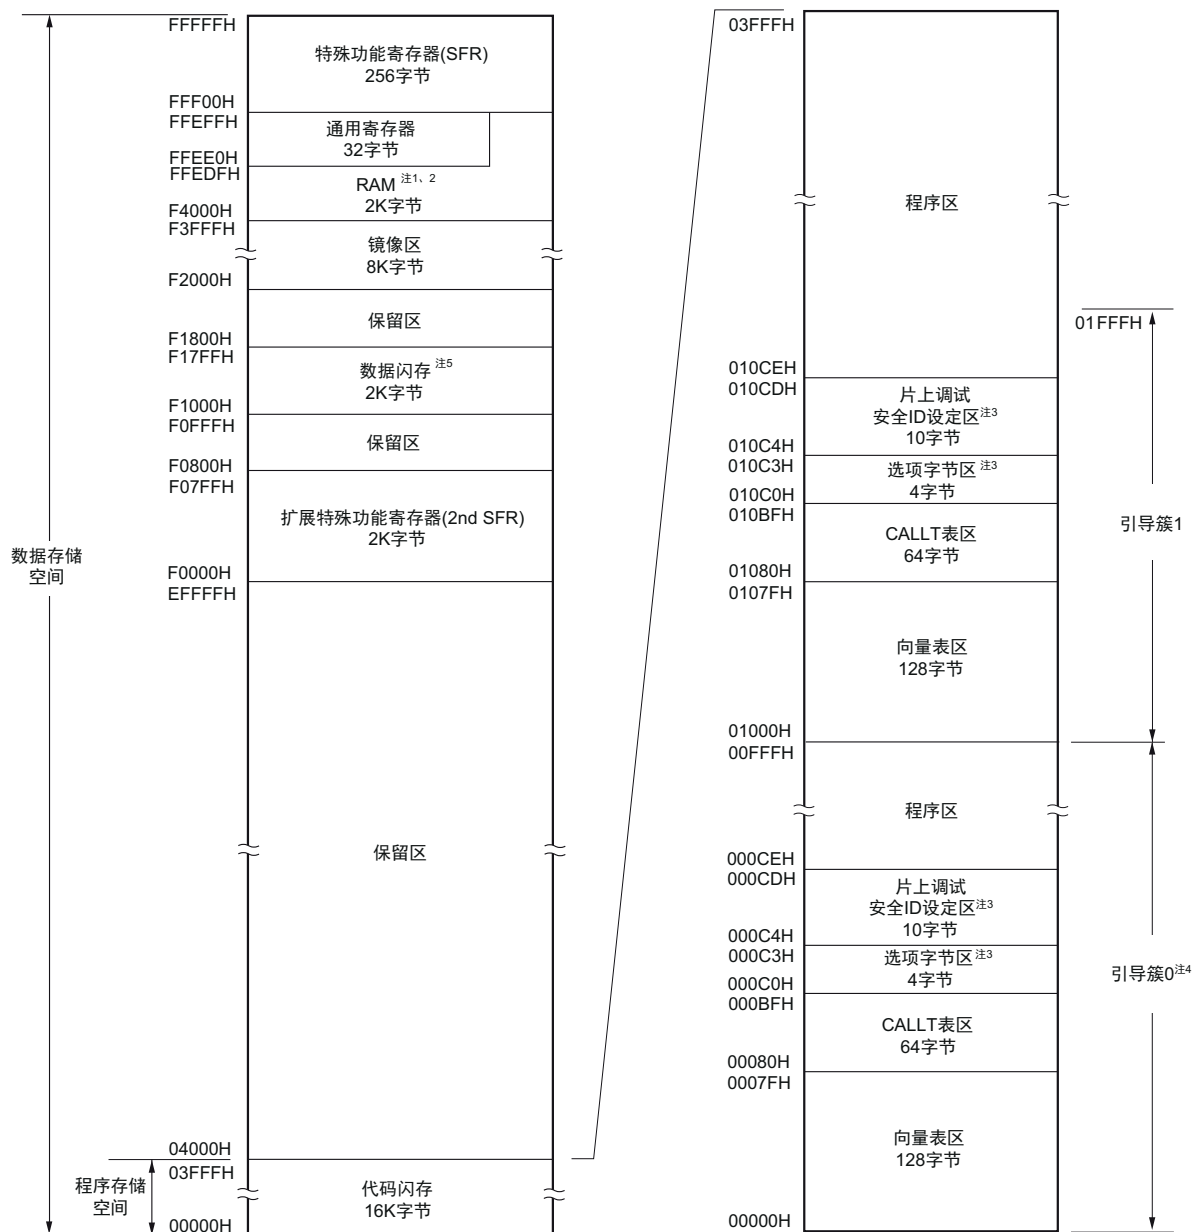 FFFFFH
特殊功能寄存器(SFR)
256字节
FFF00H
FFEFFH
通用寄存器
32字节
FFEE0H
FFEDFH
RAM 注1、2
2K字节
F4000H
F3FFFH
镜像区
8K字节
F2000H
保留区
F1800H
F17FFH
数据闪存 注5
2K字节
F1000H
F0FFFH
保留区
F0800H
F07FFH
扩展特殊功能寄存器(2nd SFR)
2K字节
数据存储
空间
F0000H
EFFFFH
保留区
04000H
03FFFH
程序存储
空间
代码闪存
16K字节
00000H
03FFFH
程序区
01FFFH
010CEH
010CDH
片上调试
安全ID设定区注3
10字节
010C4H
010C3H
选项字节区 注3
4字节
010C0H
010BFH
CALLT表区
64字节
引导簇1
01080H
0107FH
向量表区
128字节
01000H
00FFFH
程序区
000CEH
000CDH
片上调试
安全ID设定区注3
10字节
000C4H
000C3H
选项字节区注3
4字节
引导簇0注4
000C0H
000BFH
CALLT表区
64字节
00080H
0007FH
向量表区
128字节
00000H